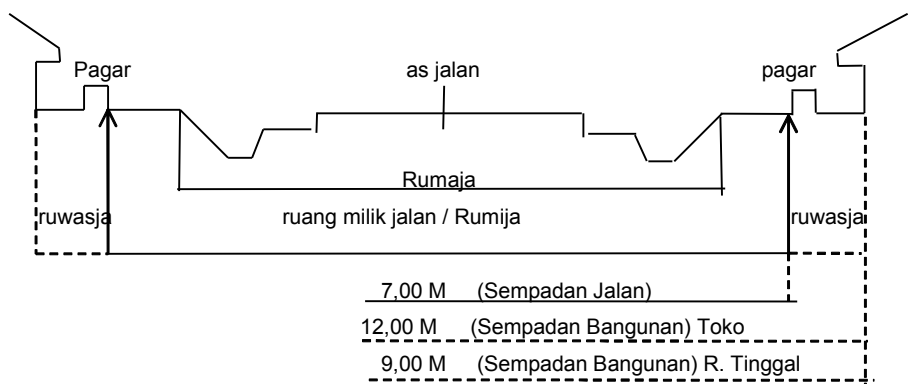 Pagar as jalan pagar
Rumaja
ruwasja ruang milik jalan / Rumija ruwasja
7,00 M (Sempadan Jalan)
12,00 M (Sempadan Bangunan) Toko
9,00 M (Sempadan Bangunan) R. Tinggal